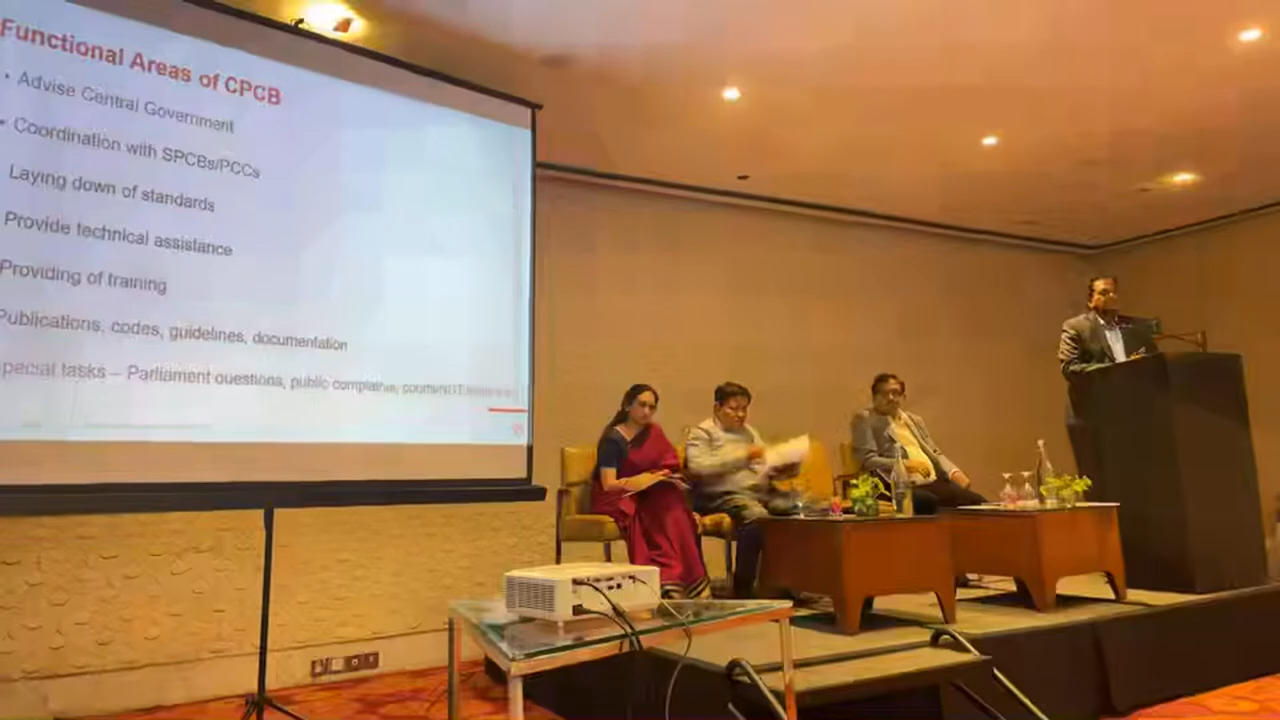 Functional Areas of CPCB
• Advise Central Government
• Coordination with SPCBs/PCCs
Laying down of standards
Provide technical assistance
Providing of training
Publications, codes, guidelines, documentation
pecial tasks – Parliament questions, public complaints,